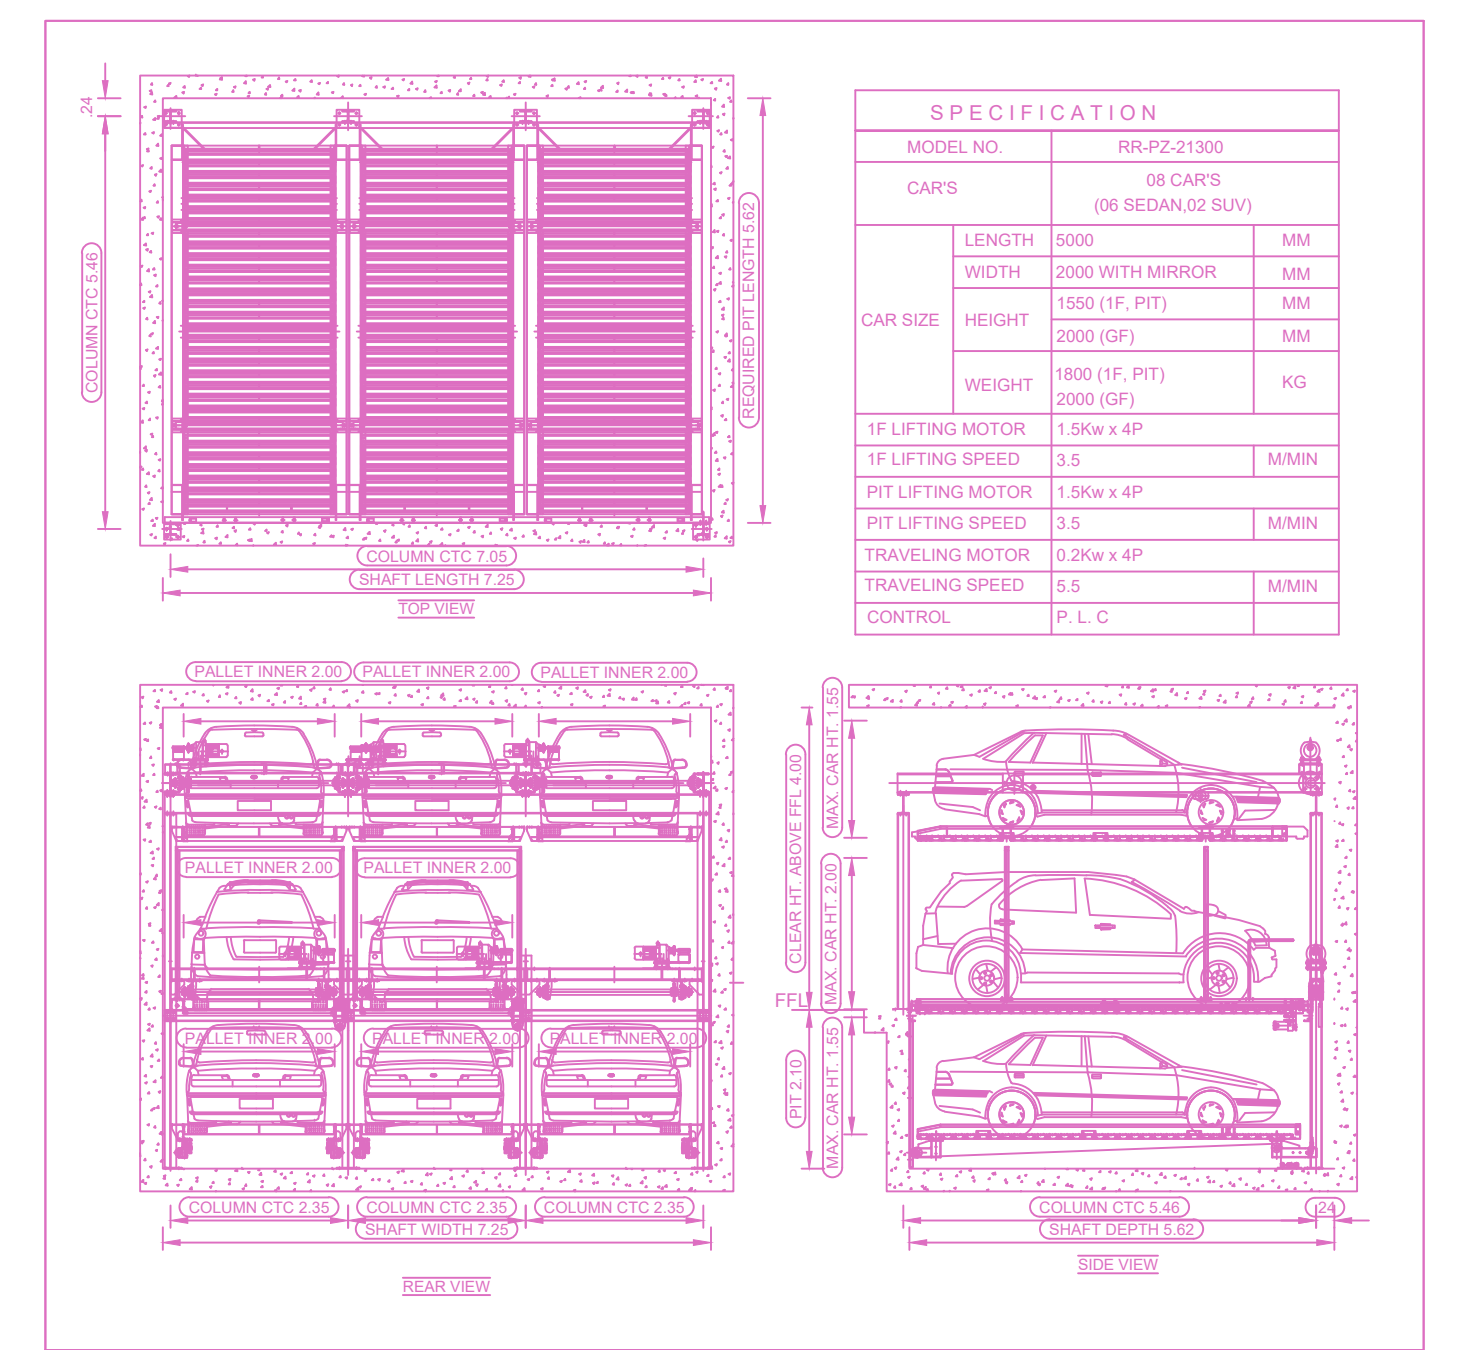 .24
COLUMN CTC 5.46
REQUIRED PIT LENGTH 5.62
COLUMN CTC 7.05
SHAFT LENGTH 7.25
TOP VIEW
SPECIFICATION
MODEL NO. RR-PZ-21300
CAR'S 08 CAR'S
(06 SEDAN,02 SUV)
CAR SIZE
LENGTH 5000 MM
WIDTH 2000 WITH MIRROR MM
HEIGHT
1550 (1F, PIT) MM
2000 (GF) MM
WEIGHT
1800 (1F, PIT)
2000 (GF)
KG
1F LIFTING MOTOR 1.5Kw x 4P
1F LIFTING SPEED 3.5 M/MIN
PIT LIFTING MOTOR 1.5Kw x 4P
PIT LIFTING SPEED 3.5 M/MIN
TRAVELING MOTOR 0.2Kw x 4P
TRAVELING SPEED 5.5 M/MIN
CONTROL P. L. C
PALLET INNER 2.00 PALLET INNER 2.00 PALLET INNER 2.00
PALLET INNER 2.00 PALLET INNER 2.00
PALLET INNER 2.00 PALLET INNER 2.00 PALLET INNER 2.00
COLUMN CTC 2.35 COLUMN CTC 2.35 COLUMN CTC 2.35
SHAFT WIDTH 7.25
REAR VIEW
CLEAR HT. ABOVE FFL 4.00
MAX. CAR HT. 1.55
MAX. CAR HT. 2.00
FFL
PIT 2.10
MAX. CAR HT. 1.55
COLUMN CTC 5.46
.24
SHAFT DEPTH 5.62
SIDE VIEW